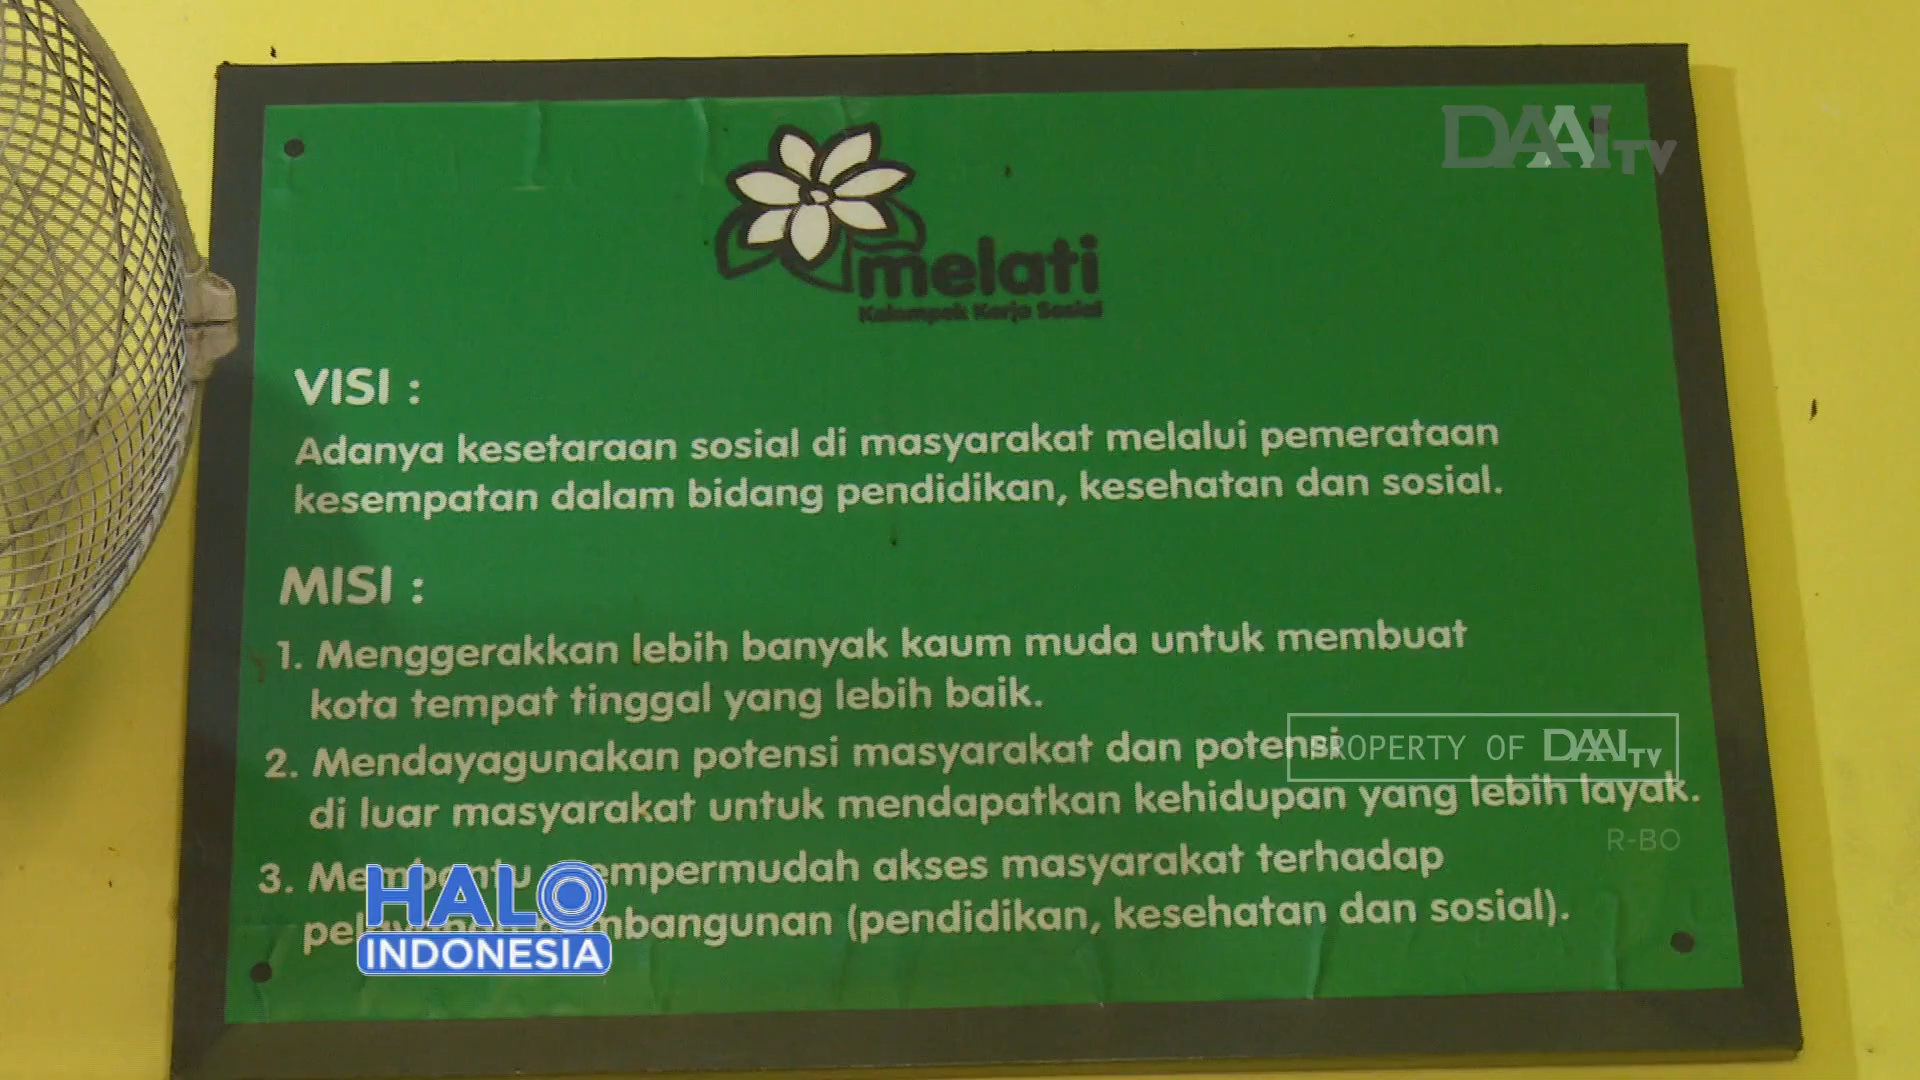 DAAI TV
melati
Kelompok Kerja Sosial
VISI :
Adanya kesetaraan sosial di masyarakat melalui pemerataan
kesempatan dalam bidang pendidikan, kesehatan dan sosial.
MISI :
1. Menggerakkan lebih banyak kaum muda untuk membuat
kota tempat tinggal yang lebih baik.
2. Mendayagunakan potensi masyarakat dan potensi
PROPERTY OF DAAI TV
di luar masyarakat untuk mendapatkan kehidupan yang lebih layak.
R-BO
3. Membantu mempermudah akses masyarakat terhadap
pembangunan (pendidikan, kesehatan dan sosial).
HALO
INDONESIA